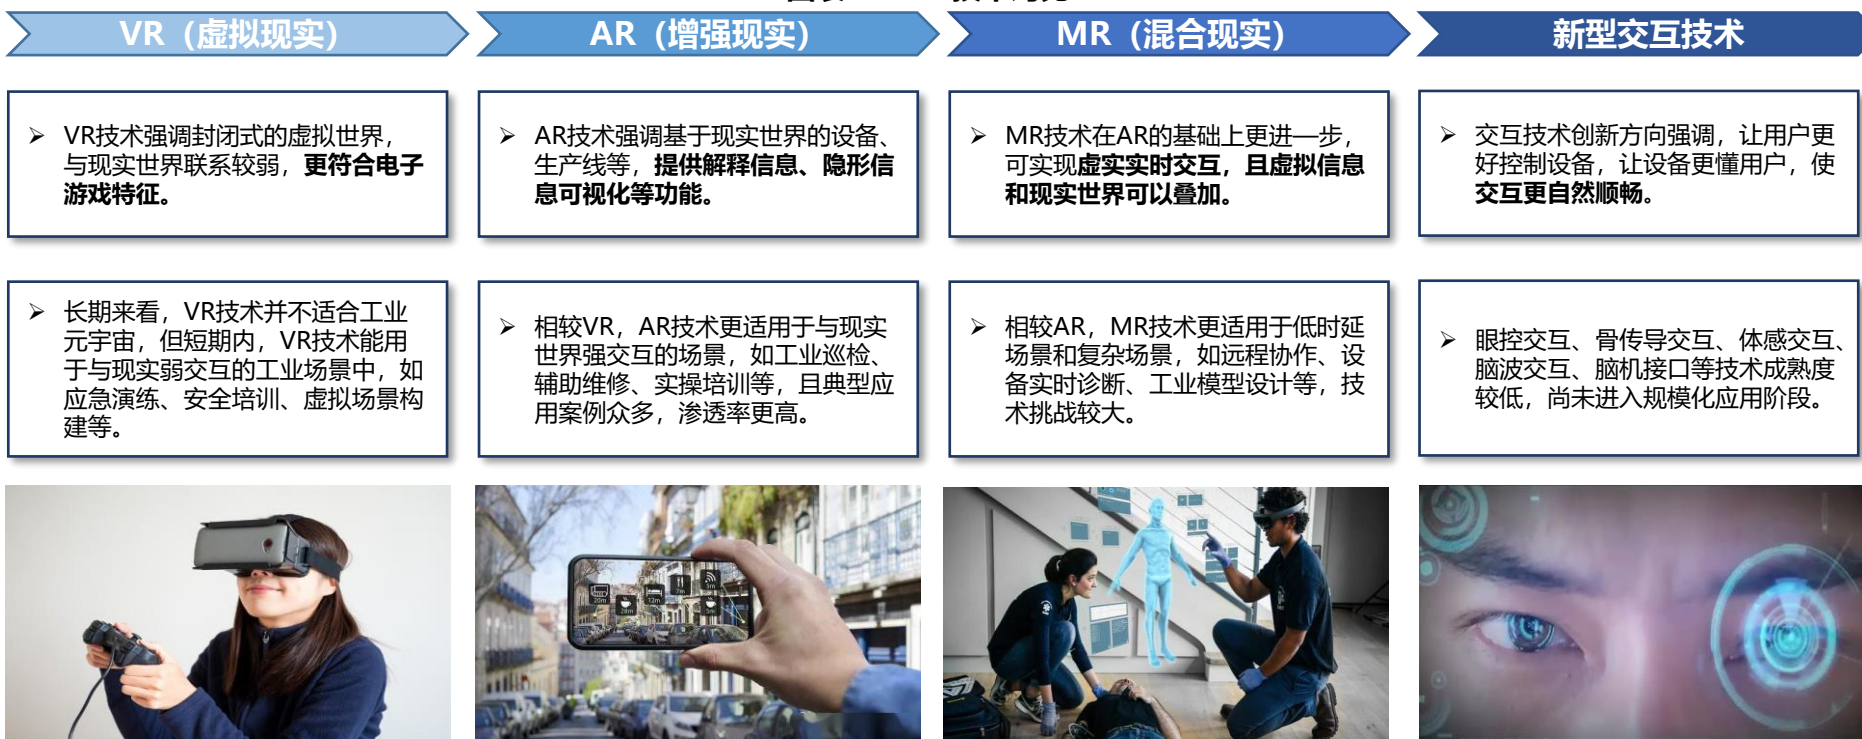 VR（虚拟现实）
AR（增强现实）
MR（混合现实）
新型交互技术
➢ VR技术强调封闭式的虚拟世界，
与现实世界联系较弱，更符合电子
游戏特征。
➢ AR技术强调基于现实世界的设备、
生产线等，提供解释信息、隐形信
息可视化等功能。
➢ MR技术在AR的基础上更进一步，
可实现虚实实时交互，且虚拟信息
和现实世界可以叠加。
➢ 交互技术创新方向强调，让用户更
好控制设备，让设备更懂用户，使
交互更自然顺畅。
➢ 长期来看，VR技术并不适合工业
元宇宙，但短期内，VR技术能用
于与现实弱交互的工业场景中，如
应急演练、安全培训、虚拟场景构
建等。
➢ 相较VR，AR技术更适用于与现实
世界强交互的场景，如工业巡检、
辅助维修、实操培训等，且典型应
用案例众多，渗透率更高。
➢ 相较AR，MR技术更适用于低时延
场景和复杂场景，如远程协作、设
备实时诊断、工业模型设计等，技
术挑战较大。
➢ 眼控交互、骨传导交互、体感交互、
脑波交互、脑机接口等技术成熟度
较低，尚未进入规模化应用阶段。
20m
28m
12m
7m
5m
5m